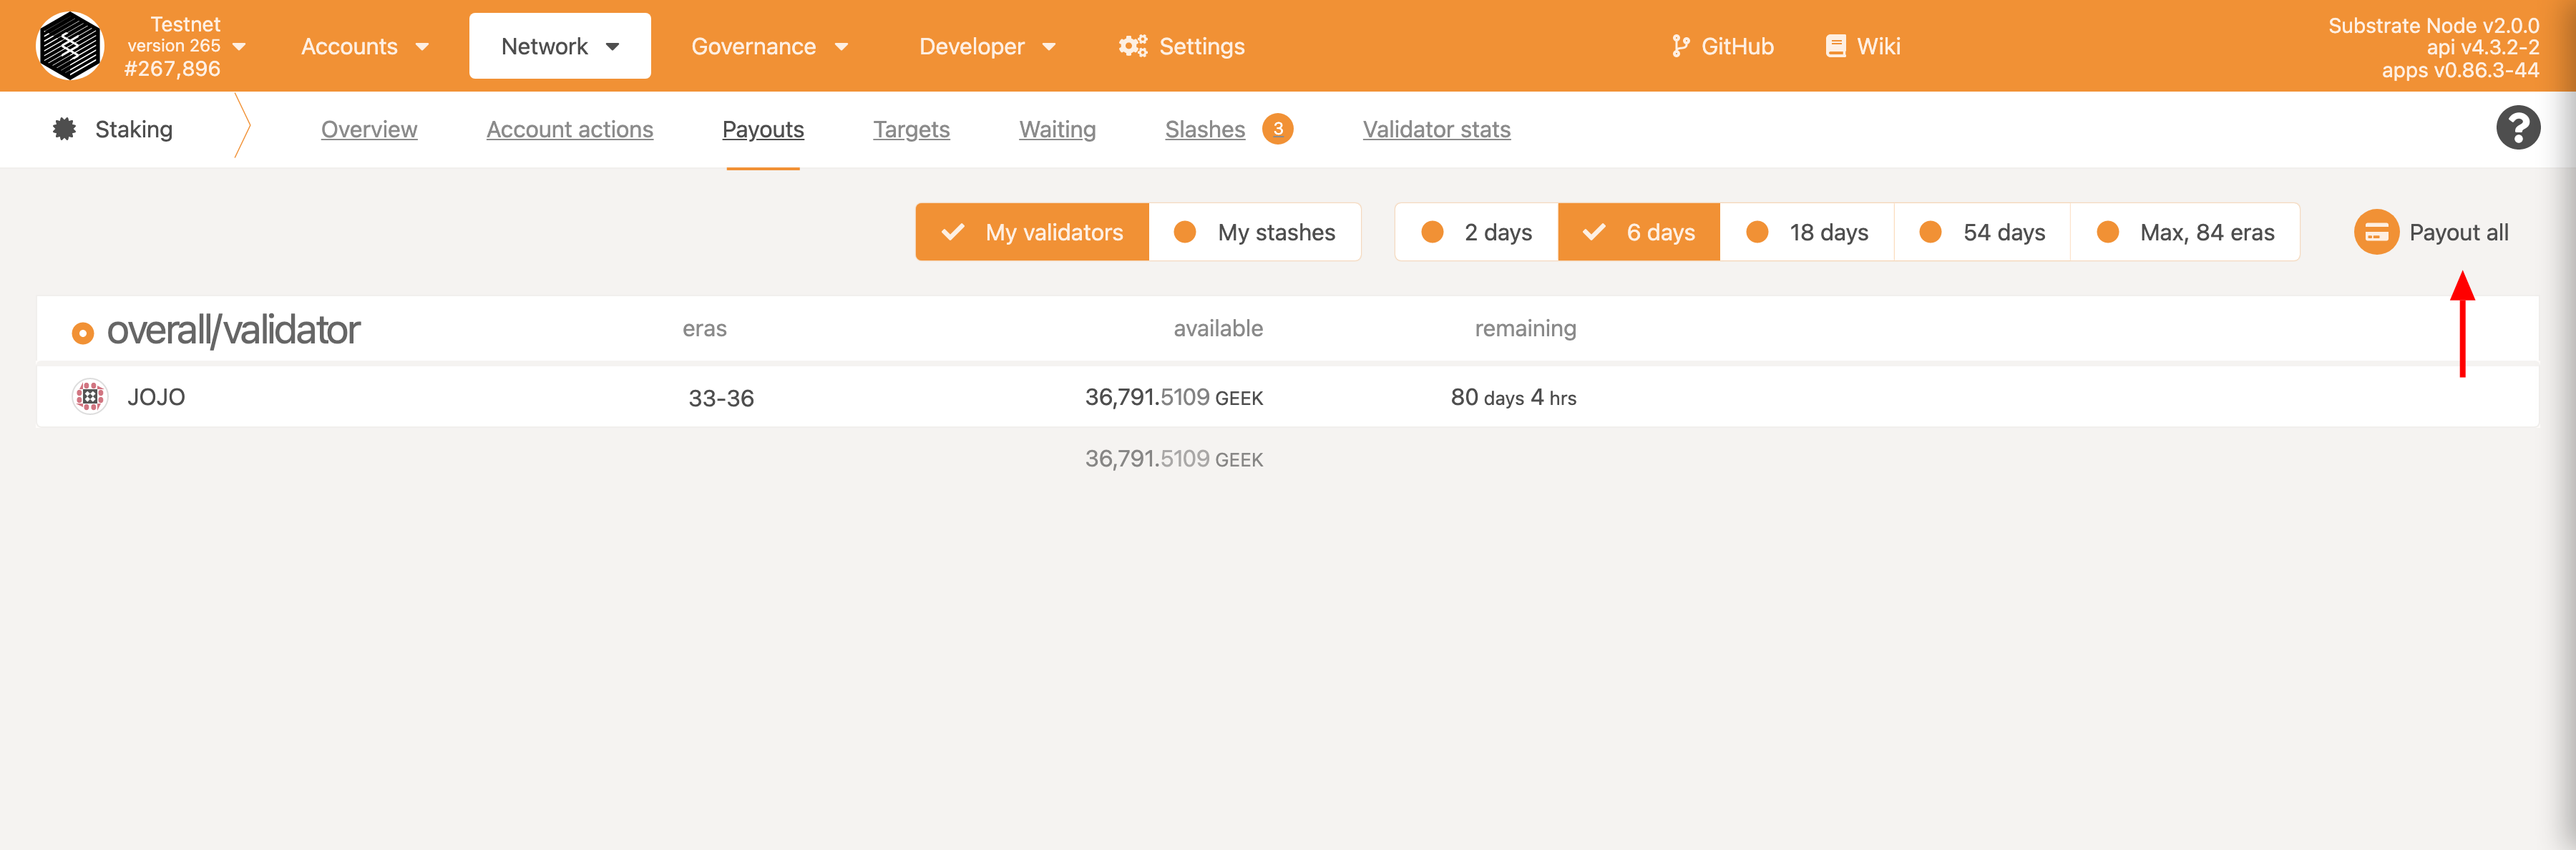 Testnet
version 265
#267,896
Accounts
Network
Governance
Developer
Settings
GitHub
Wiki
Substrate Node v2.0.0
api v4.3.2-2
apps v0.86.3-44
Staking
Overview
Account actions
Payouts
Targets
Waiting
Slashes 3
Validator stats
?
My validators
My stashes
2 days
6 days
18 days
54 days
Max, 84 eras
Payout all
overall/validator eras available remaining
JOJO 33-36 36,791.5109 GEEK 80 days 4 hrs
36,791.5109 GEEK